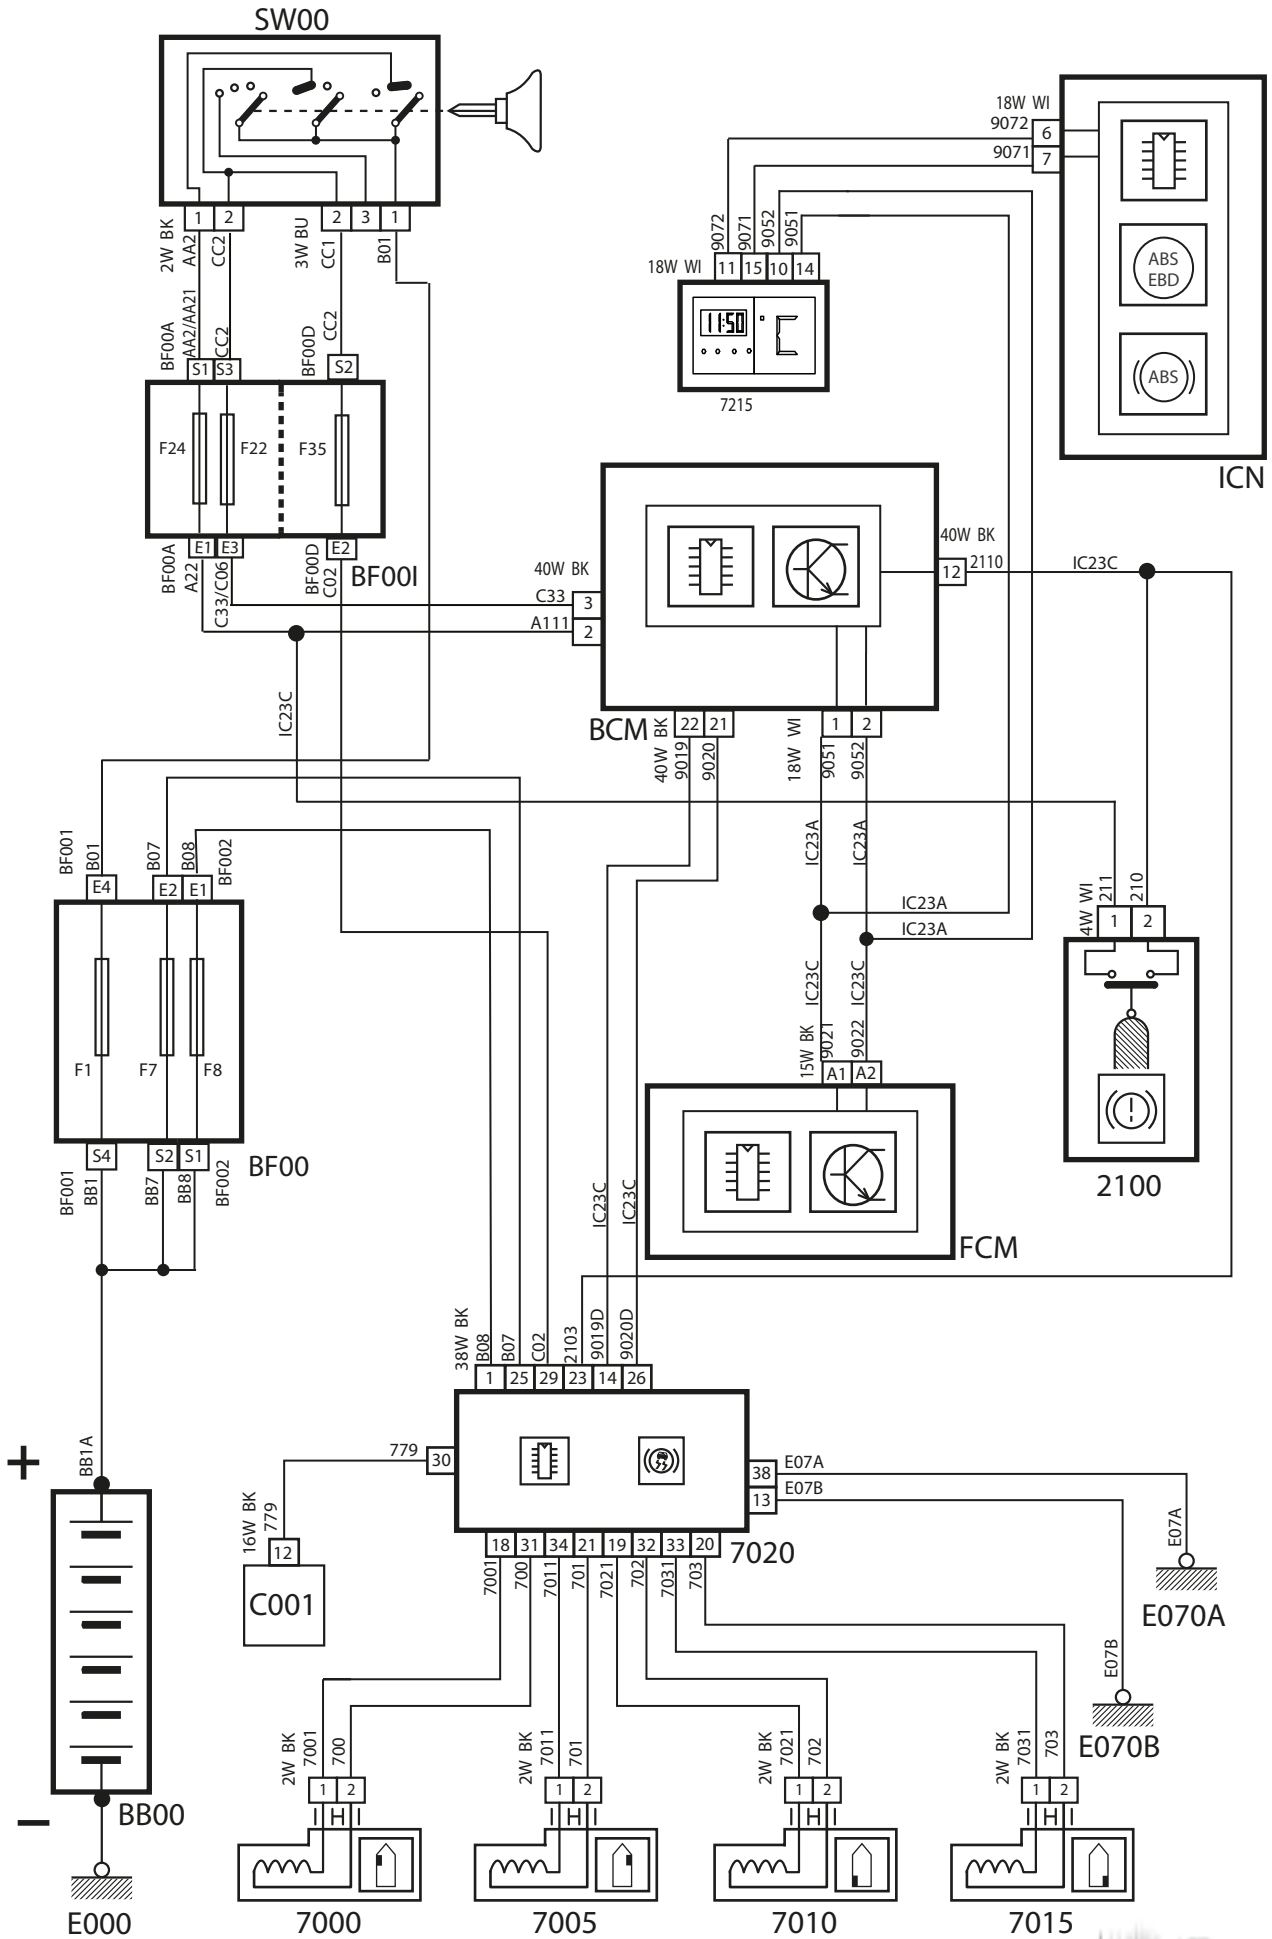 SW00
1
2
2
3
1
2W BK
AA2
CC2
3W BU
CC1
B01
BF00A
AA2/AA21
CC2
BF00D
CC2
S1
S3
S2
F24
F22
F35
E1
E3
E2
BF00A
A22
C33/C06
BF00D
C02
BF00I
18W WI
9072
6
9071
7
ABS
EBD
ABS
ICN
9072
9071
9052
9051
18W WI
11
15
10
14
11:50
7215
40W BK
C33
3
A111
2
40W BK
12
2110
IC23C
BCM
40W BK
22
21
9019
9020
18W WI
1
2
9051
9052
IC23C
IC23A
IC23A
IC23A
IC23A
IC23C
IC23C
15W BK
9021
9022
A1
A2
FCM
4W WI
211
210
1
2
2100
BF001
B01
B07
B08
BF002
E4
E2
E1
F1
F7
F8
S4
S2
S1
BF001
BB1
BB7
BB8
BF002
BF00
IC23C
IC23C
38W BK
B08
B07
C02
2103
9019D
9020D
1
25
29
23
14
26
779
30
38
E07A
13
E07B
16W BK
779
12
C001
18
31
34
21
19
32
33
20
7020
7001
700
7011
701
7021
702
7031
703
E07A
E070A
E07B
E070B
+
BB1A
−
BB00
E000
2W BK
7001
700
1
2
7000
2W BK
7011
701
1
2
7005
2W BK
7021
702
1
2
7010
2W BK
7031
703
1
2
7015